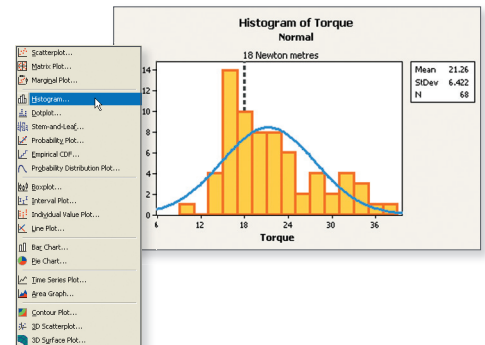 Histogram of Torque
Normal
18 Newton metres
Mean 21.26
StDev 6.422
N 68
14
12
10
8
6
4
2
0
6 12 18 24 30 36
Torque
Scatterplot...
Matrix Plot...
Marginal Plot...
Histogram...
Dotplot...
Stem-and-Leaf...
Probability Plot...
Empirical CDF...
Probability Distribution Plot...
Boxplot...
Interval Plot...
Individual Value Plot...
Line Plot...
Bar Chart...
Pie Chart...
Time Series Plot...
Area Graph...
Contour Plot...
3D Scatterplot...
3D Surface Plot...